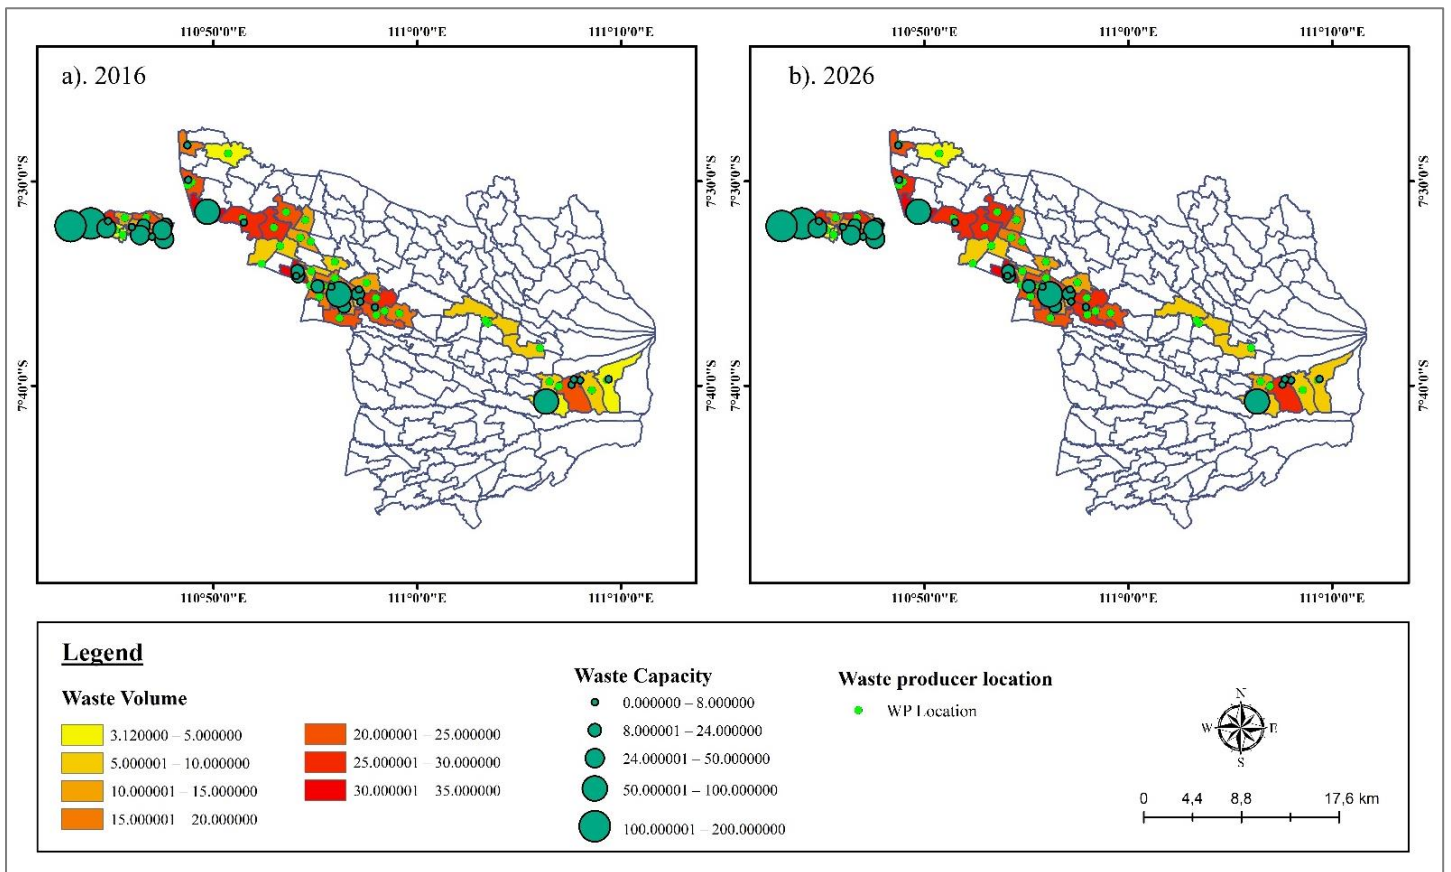 110°50'0"E 111°0'0"E 111°10'0"E
110°50'0"E 111°0'0"E 111°10'0"E
a). 2016
b). 2026
7°30'0"S
7°30'0"S
7°30'0"S
7°30'0"S
7°40'0"S
7°40'0"S
7°40'0"S
7°40'0"S
110°50'0"E 111°0'0"E 111°10'0"E
110°50'0"E 111°0'0"E 111°10'0"E
Legend
Waste Volume
3.120000 – 5.000000
5.000001 – 10.000000
10.000001 – 15.000000
15.000001 – 20.000000
20.000001 – 25.000000
25.000001 – 30.000000
30.000001 – 35.000000
Waste Capacity
0.000000 – 8.000000
8.000001 – 24.000000
24.000001 – 50.000000
50.000001 – 100.000000
100.000001 – 200.000000
Waste producer location
WP Location
N
W E
S
0 4,4 8,8 17,6 km